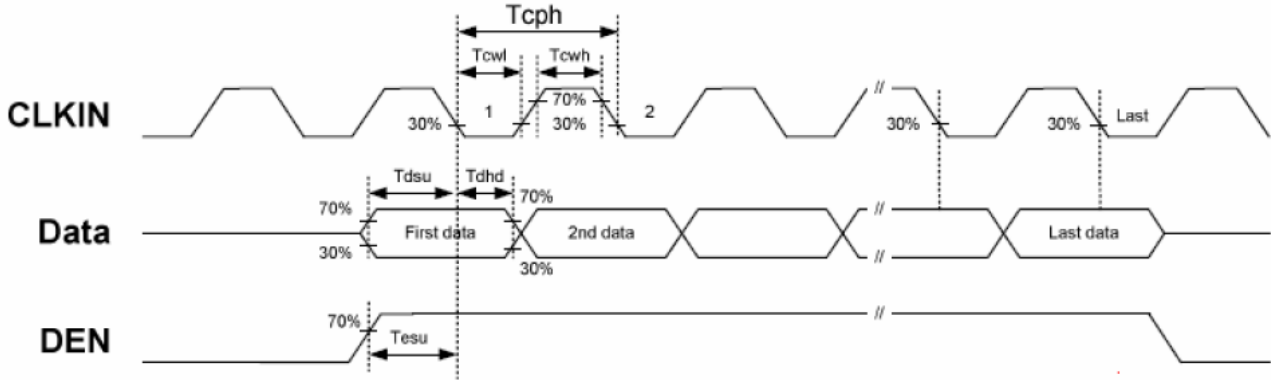 Tcph
Tcwl Tcwh
CLKIN 30% 1 70% 30% 2 // 30% 30% Last
Tdsu Tdhd
70% 70%
Data First data 2nd data // // Last data
30% 30%
DEN 70% //
Tesu